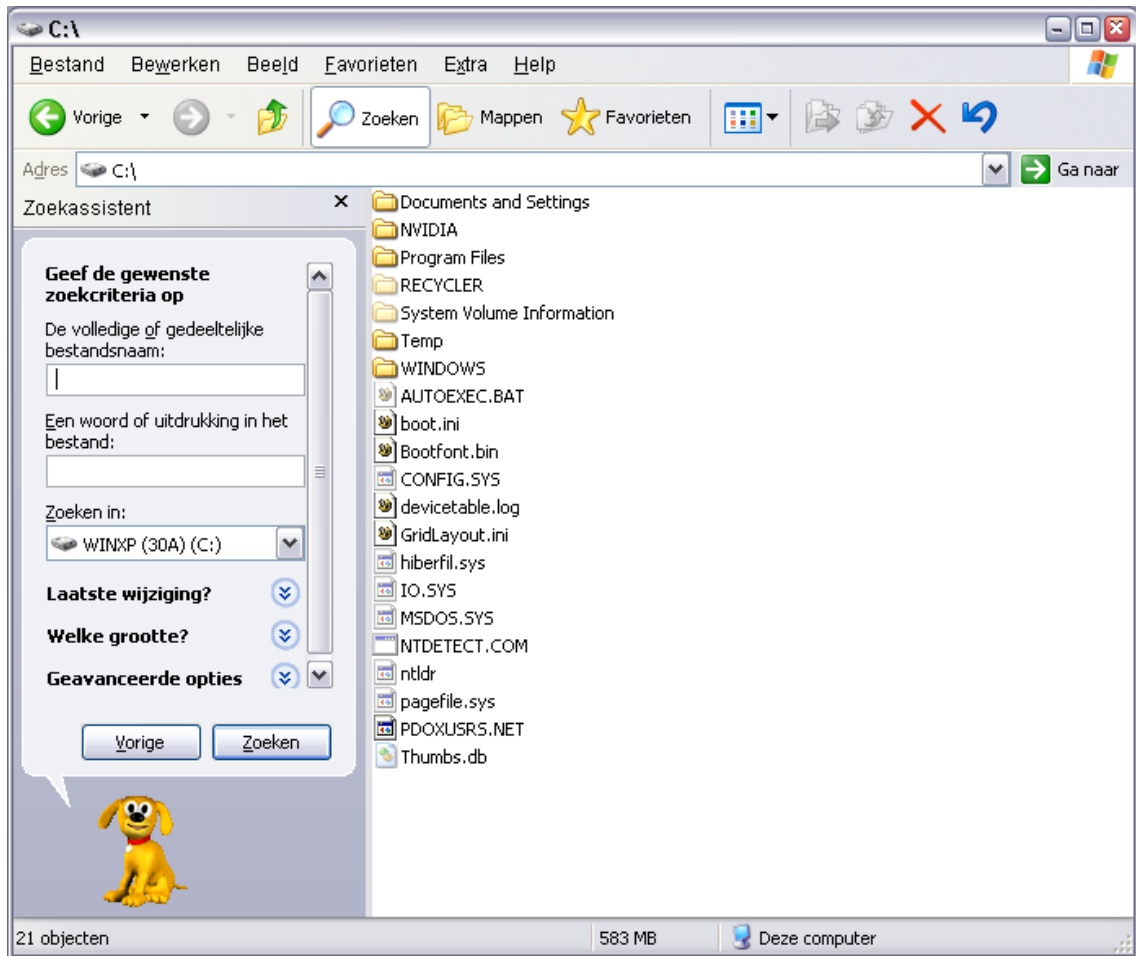 C:\
Bestand Bewerken Beeld Favorieten Extra Help
Vorige Zoeken Mappen Favorieten
Adres C:\ Ga naar
Zoekassistent
Geef de gewenste
zoekcriteria op
De volledige of gedeeltelijke
bestandsnaam:
Een woord of uitdrukking in het
bestand:
Zoeken in:
WINXP (30A) (C:)
Laatste wijziging?
Welke grootte?
Geavanceerde opties
Vorige Zoeken
Documents and Settings
NVIDIA
Program Files
RECYCLER
System Volume Information
Temp
WINDOWS
AUTOEXEC.BAT
boot.ini
Bootfont.bin
CONFIG.SYS
devicetable.log
GridLayout.ini
hiberfil.sys
IO.SYS
MSDOS.SYS
NTDETECT.COM
ntldr
pagefile.sys
PDOXUSRS.NET
Thumbs.db
21 objecten 583 MB Deze computer